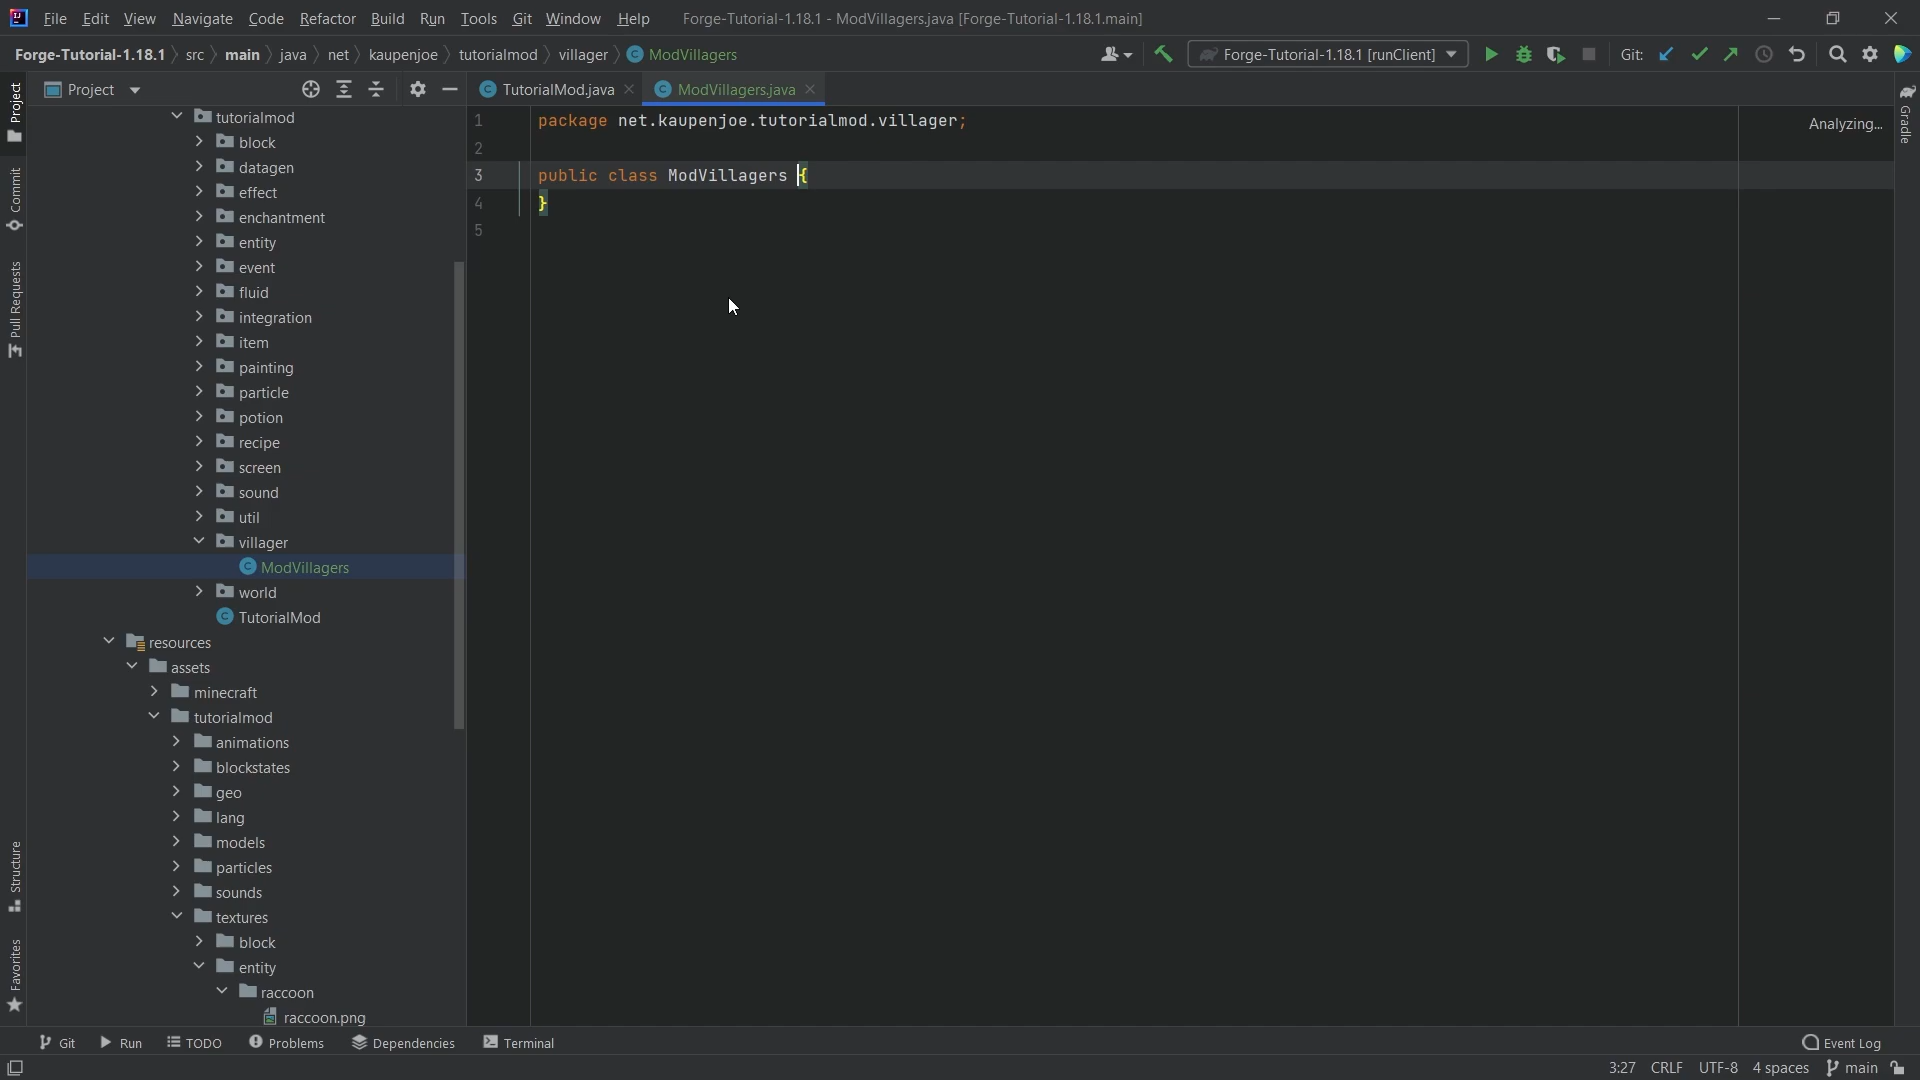 File Edit View Navigate Code Refactor Build Run Tools Git Window Help Forge-Tutorial-1.18.1 - ModVillagers.java [Forge-Tutorial-1.18.1.main]
Forge-Tutorial-1.18.1 src main java net kaupenjoe tutorialmod villager ModVillagers Forge-Tutorial-1.18.1 [runClient] Git:
Project TutorialMod.java ModVillagers.java
Project
Commit
Pull Requests
Structure
Favorites
Gradle
tutorialmod
block
datagen
effect
enchantment
entity
event
fluid
integration
item
painting
particle
potion
recipe
screen
sound
util
villager
ModVillagers
world
TutorialMod
resources
assets
minecraft
tutorialmod
animations
blockstates
geo
lang
models
particles
sounds
textures
block
entity
raccoon
raccoon.png
1 package net.kaupenjoe.tutorialmod.villager;
2
3 public class ModVillagers {
4 }
5
Analyzing...
Git Run TODO Problems Dependencies Terminal Event Log
3:27 CRLF UTF-8 4 spaces main